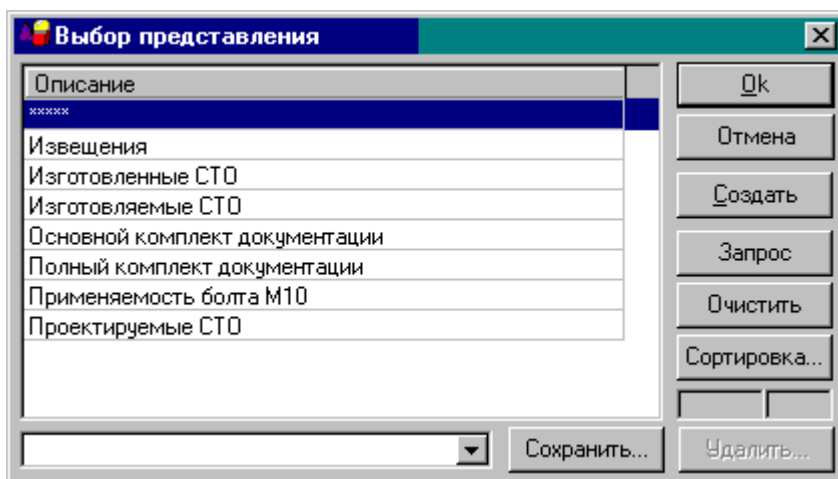 Выбор представления
Описание
xxxxx
Извещения
Изготовленные СТО
Изготовляемые СТО
Основной комплект документации
Полный комплект документации
Применяемость болта М10
Проектируемые СТО
Ok
Отмена
Создать
Запрос
Очистить
Сортировка...
Сохранить...
Удалить...